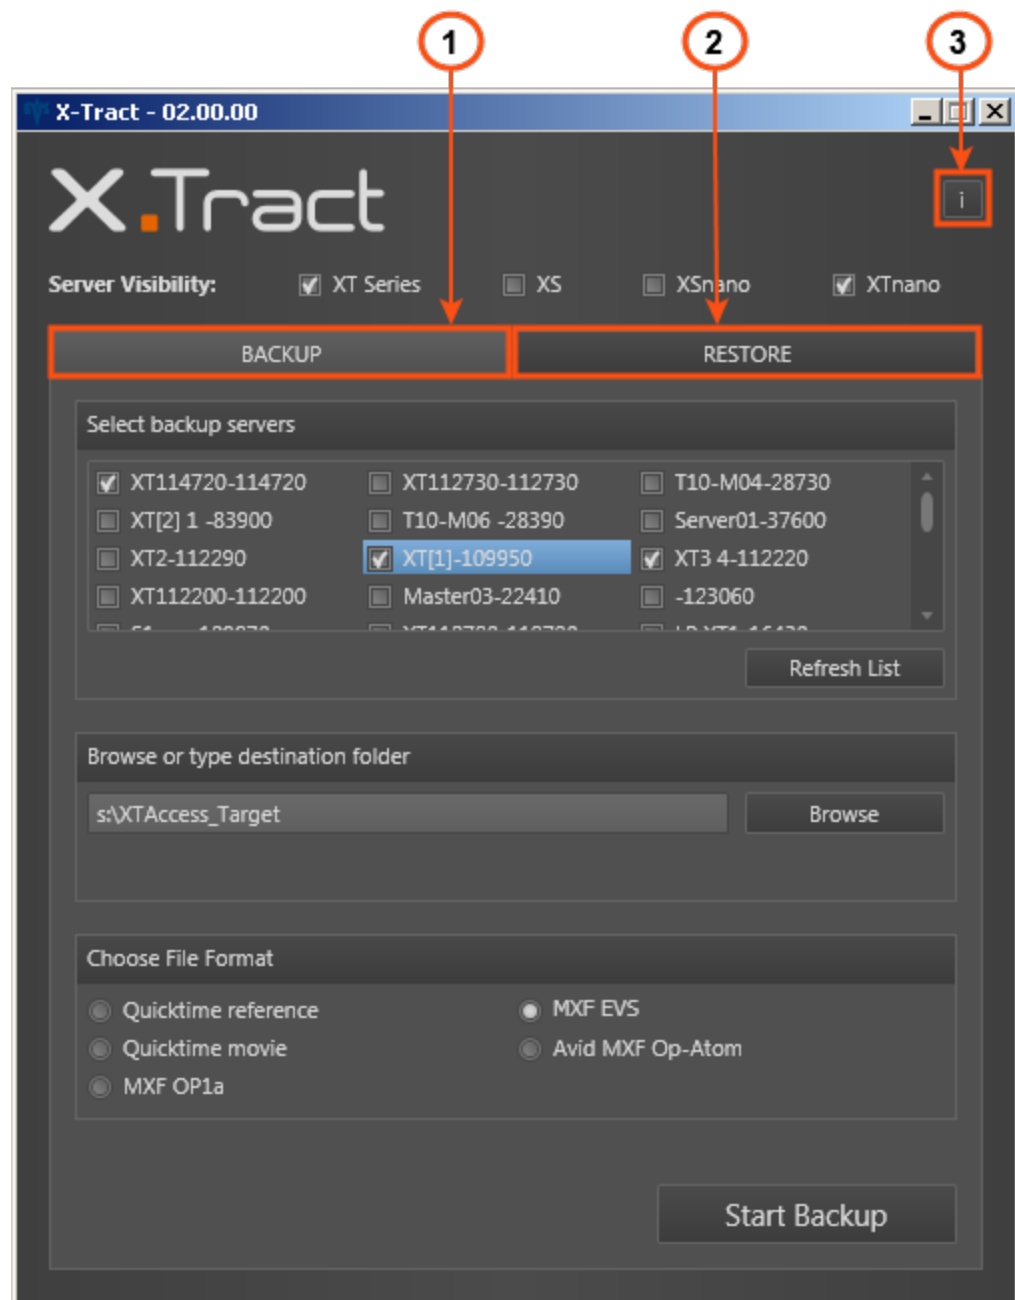 1 2 3
X-Tract - 02.00.00
X.Tract
i
Server Visibility: XT Series XS XSnano XTnano
BACKUP RESTORE
Select backup servers
XT114720-114720 XT112730-112730 T10-M04-28730
XT[2] 1 -83900 T10-M06 -28390 Server01-37600
XT2-112290 XT[1]-109950 XT3 4-112220
XT112200-112200 Master03-22410 -123060
Refresh List
Browse or type destination folder
s:\XTAccess_Target Browse
Choose File Format
Quicktime reference MXF EVS
Quicktime movie Avid MXF Op-Atom
MXF OP1a
Start Backup